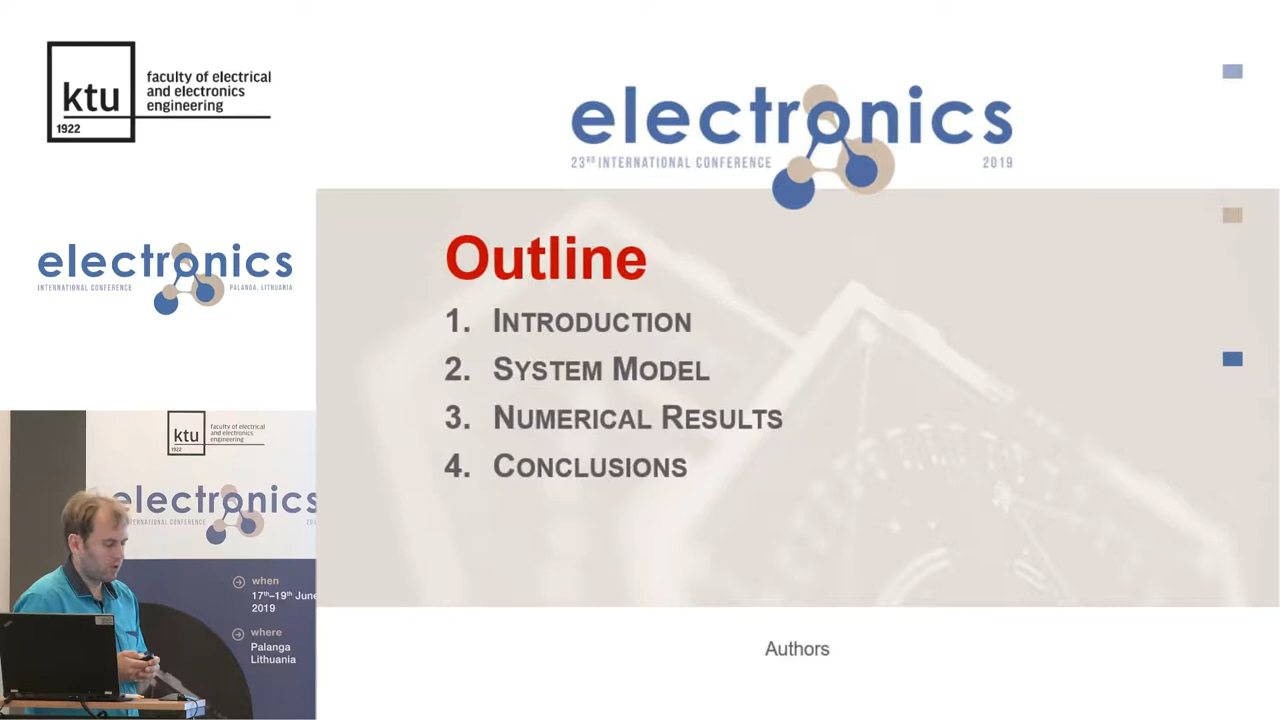 ktu
1922
faculty of electrical
and electronics
engineering
electronics
23RD INTERNATIONAL CONFERENCE
2019
electronics
INTERNATIONAL CONFERENCE
PALANGA, LITHUANIA
Outline
1. INTRODUCTION
2. SYSTEM MODEL
3. NUMERICAL RESULTS
4. CONCLUSIONS
Authors
ktu
1922
faculty of electrical
and electronics
engineering
electronics
INTERNATIONAL CONFERENCE
when
17th–19th June
2019
where
Palanga
Lithuania